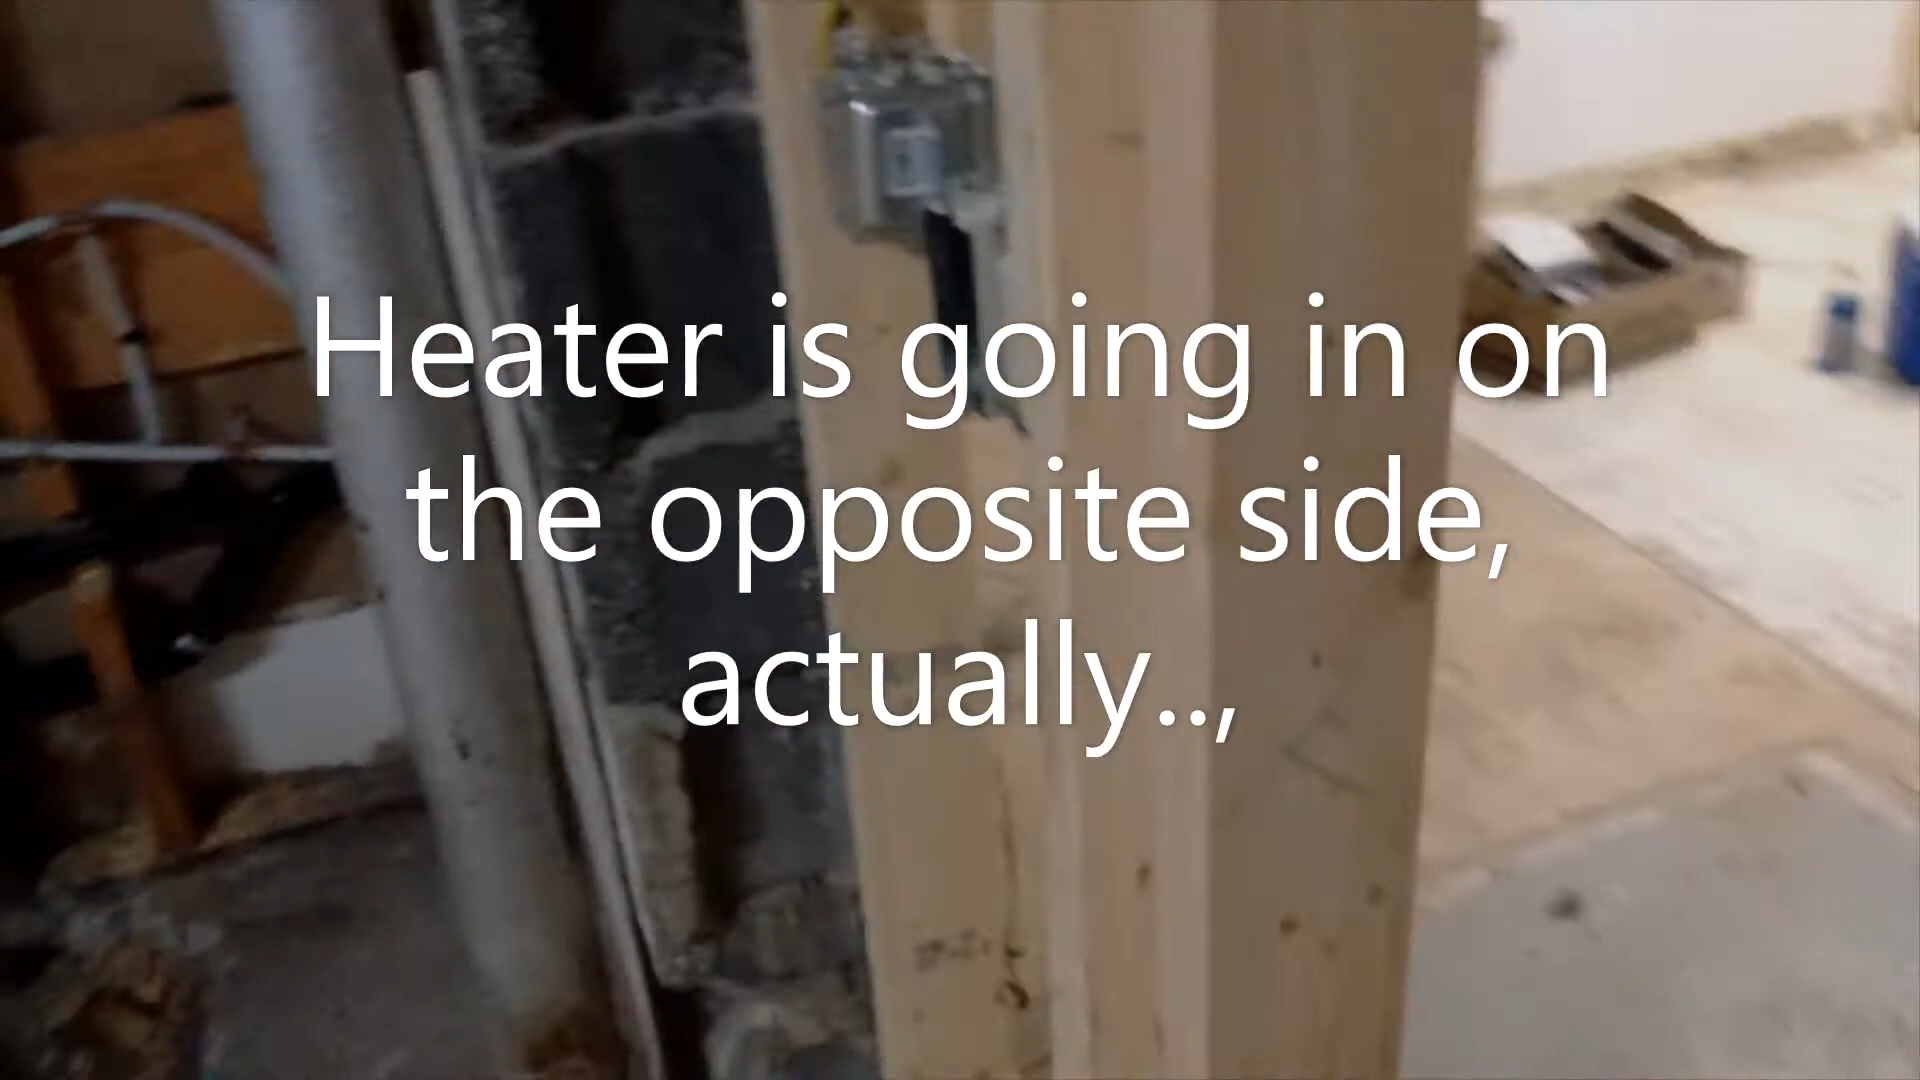 Heater is going in on
the opposite side,
actually..,